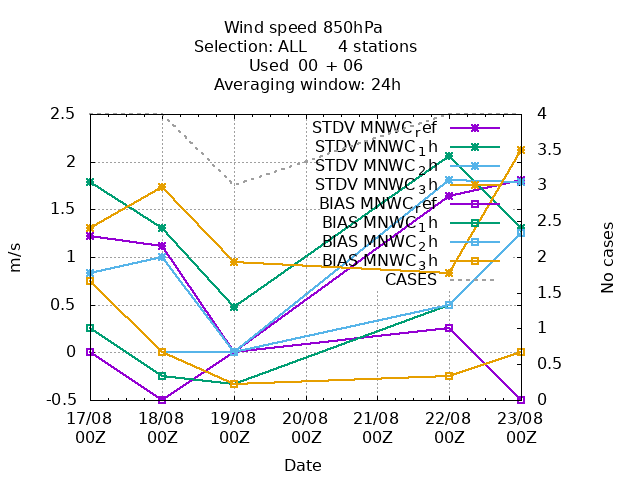 Wind speed 850hPa
Selection: ALL 4 stations
Used 00 + 06
Averaging window: 24h
m/s
2.5
2
1.5
1
0.5
0
-0.5
STDV MNWC_ref
STDV MNWC_1h
STDV MNWC_2h
STDV MNWC_3h
BIAS MNWC_ref
BIAS MNWC_1h
BIAS MNWC_2h
BIAS MNWC_3h
CASES
4
3.5
3
2.5
2
1.5
1
0.5
0
No cases
17/08 18/08 19/08 20/08 21/08 22/08 23/08
00Z 00Z 00Z 00Z 00Z 00Z 00Z
Date